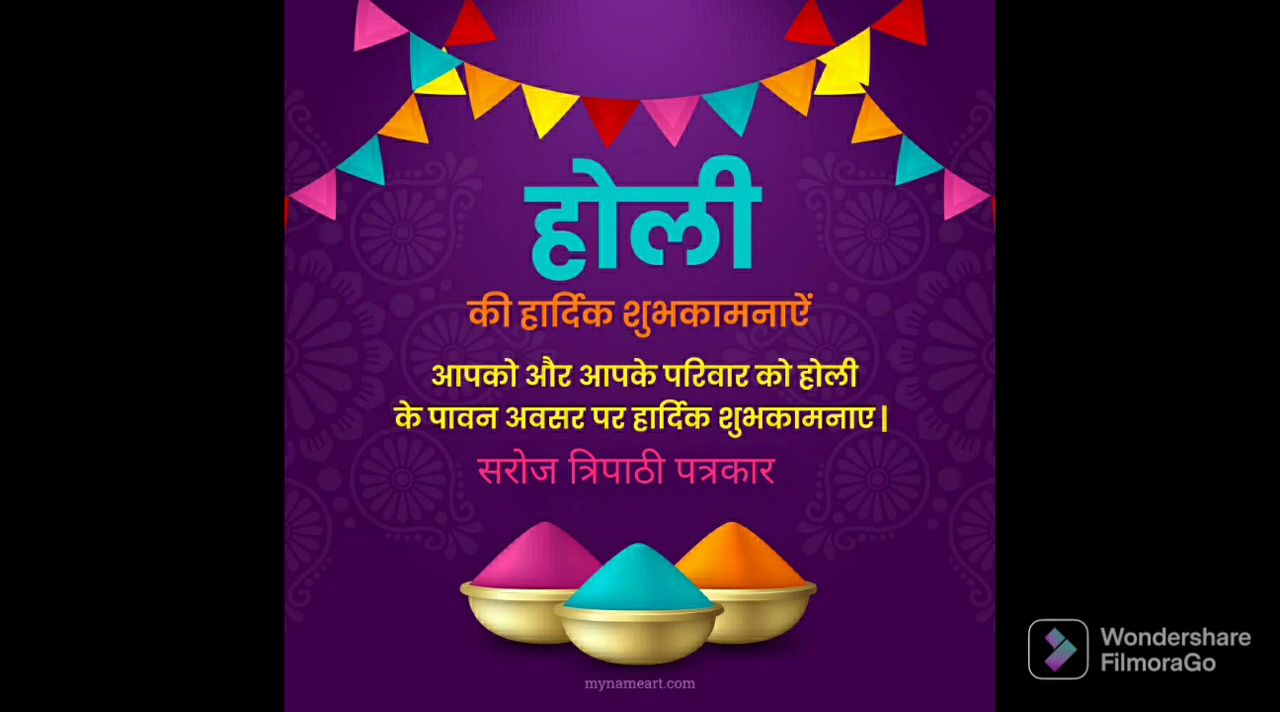 होली
की हार्दिक शुभकामनाऐं
आपको और आपके परिवार को होली
के पावन अवसर पर हार्दिक शुभकामनाए |
सरोज त्रिपाठी पत्रकार
mynameart.com
Wondershare
FilmoraGo